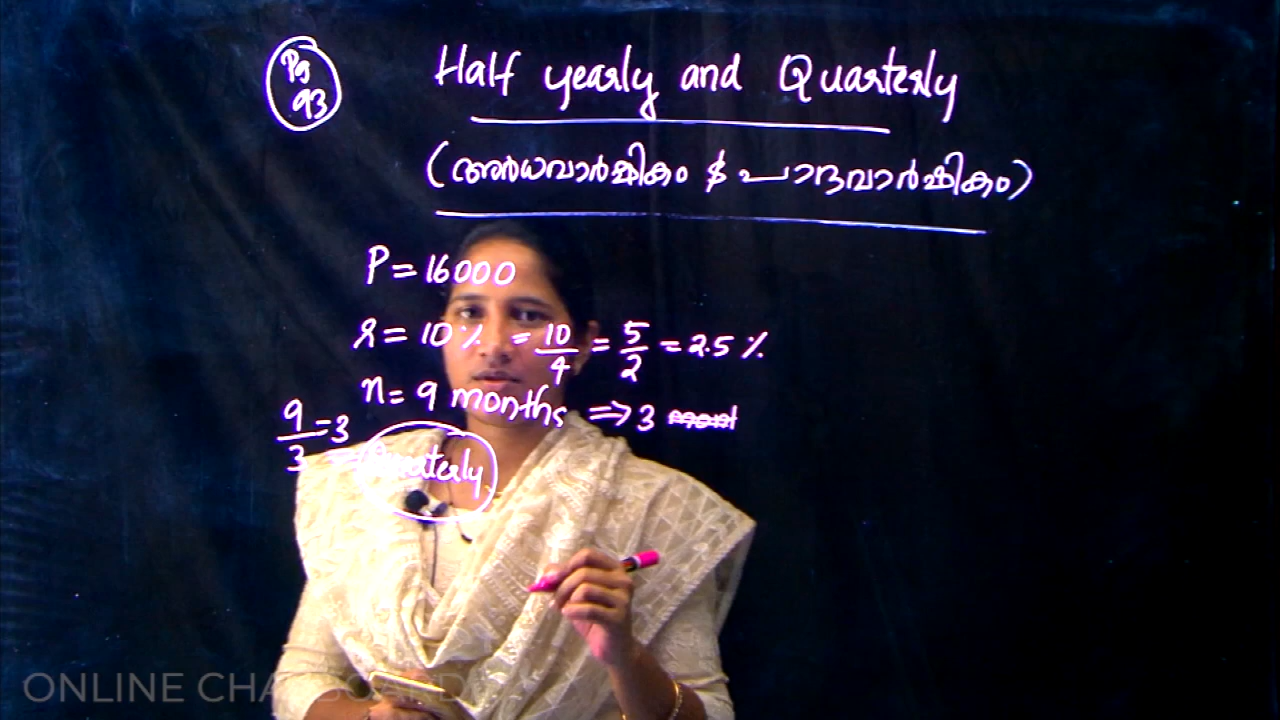 Pg
93
Half yearly and Quarterly
(അർധവാർഷികം & പാദവാർഷികം)
P = 16000
r = 10% = 10/4 = 5/2 = 2.5 %
n = 9 months ⇒ 3
9/3 = 3
Quaterly
ONLINE